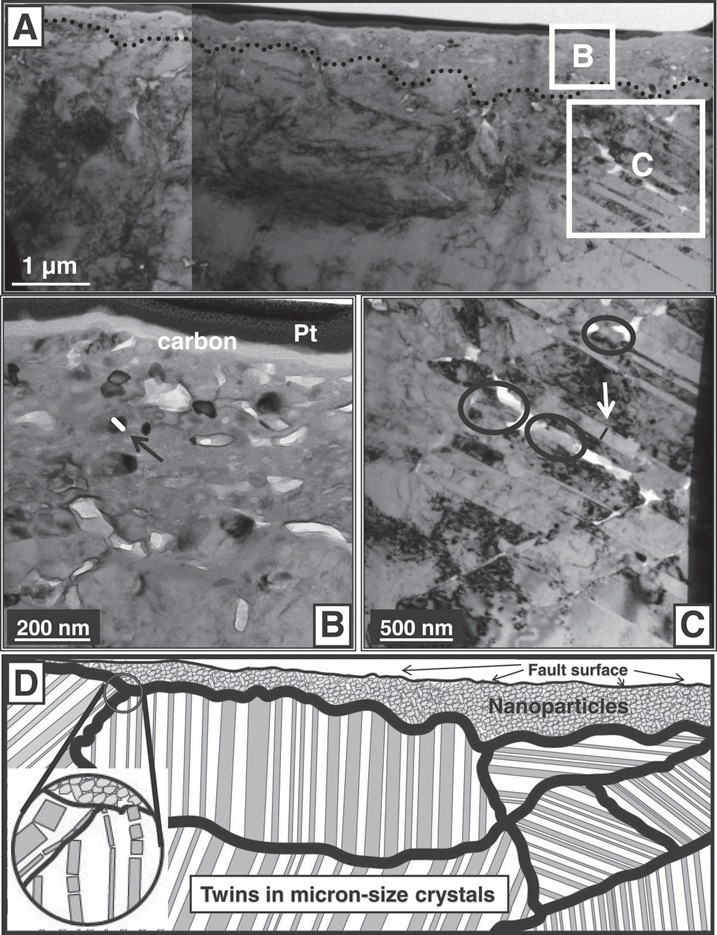 A
B
C
1 µm
carbon
Pt
200 nm
B
500 nm
C
D
Fault surface
Nanoparticles
Twins in micron-size crystals